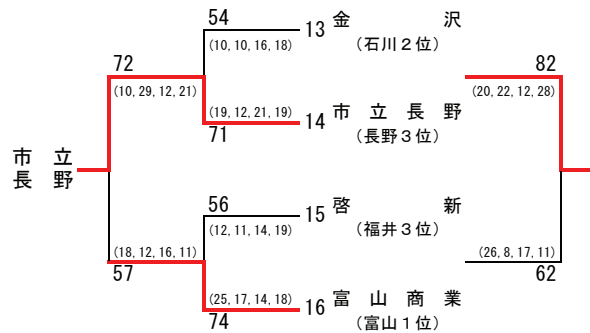 54
13 金沢
(10, 10, 16, 18)
(石川2位)
72
82
(10, 29, 12, 21)
(20, 22, 12, 28)
(19, 12, 21, 19)
14 市立長野
71
(長野3位)
市立
長野
56
15 啓新
(12, 11, 14, 19)
(福井3位)
(18, 12, 16, 11)
(26, 8, 17, 11)
57
62
(25, 17, 14, 18)
16 富山商業
74
(富山1位)